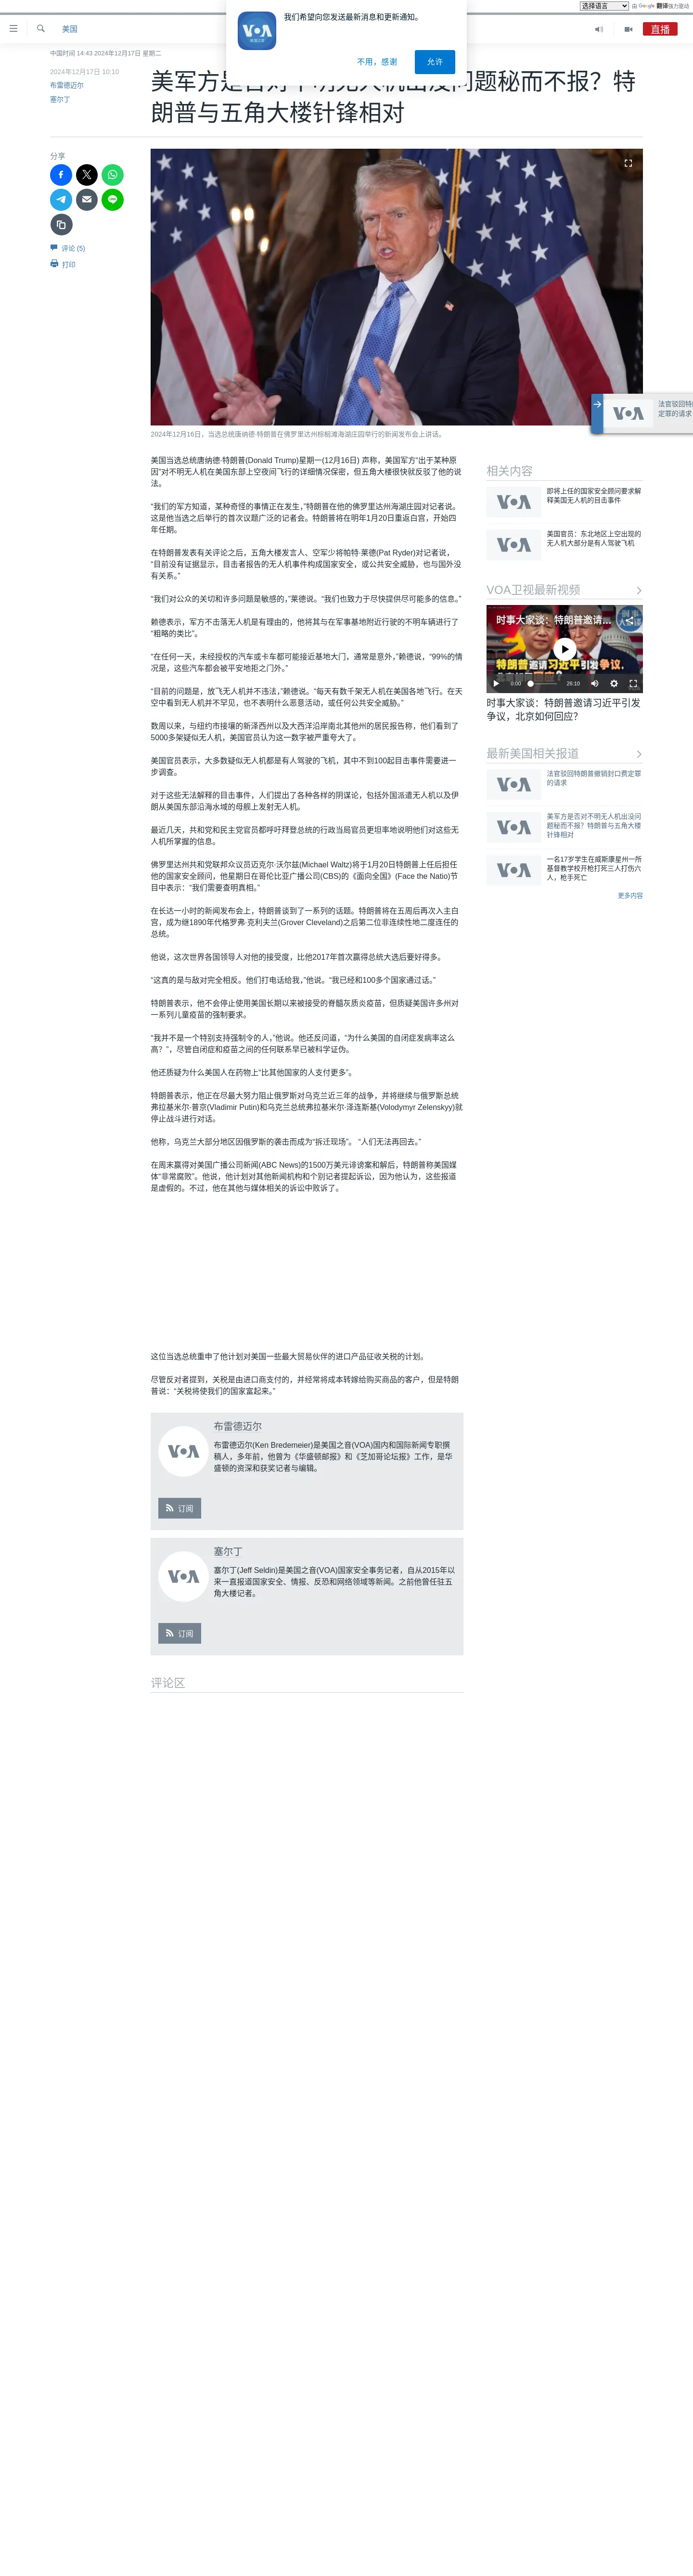 选择语言
由 Google 翻译强力驱动
我们希望向您发送最新消息和更新通知。
不用，感谢
允许
VOA
美国
直播
中国时间 14:43 2024年12月17日 星期二
2024年12月17日 10:10
布雷德迈尔
塞尔丁
题秘而不报？特
朗普与五角大楼针锋相对
分享
评论 (5)
打印
2024年12月16日，当选总统唐纳德·特朗普在佛罗里达州棕榈滩海湖庄园举行的新闻发布会上讲话。
法官驳回特
定罪的请求
VOA
美国当选总统唐纳德·特朗普(Donald Trump)星期一(12月16日) 声称，美国军方“出于某种原
因”对不明无人机在美国东部上空夜间飞行的详细情况保密，但五角大楼很快就反驳了他的说
法。
“我们的军方知道，某种奇怪的事情正在发生，”特朗普在他的佛罗里达州海湖庄园对记者说。
这是他当选之后举行的首次议题广泛的记者会。特朗普将在明年1月20日重返白宫，开始四
年任期。
在特朗普发表有关评论之后，五角大楼发言人、空军少将帕特·莱德(Pat Ryder)对记者说，
“目前没有证据显示，目击者报告的无人机事件构成国家安全，或公共安全威胁，也与国外没
有关系。”
“我们对公众的关切和许多问题是敏感的，”莱德说。“我们也致力于尽快提供尽可能多的信息。”
赖德表示，军方不击落无人机是有理由的，他将其与在军事基地附近行驶的不明车辆进行了
“粗略的类比”。
“在任何一天，未经授权的汽车或卡车都可能接近基地大门，通常是意外，”赖德说，“99%的情
况是，这些汽车都会被平安地拒之门外。”
“目前的问题是，放飞无人机并不违法，”赖德说。“每天有数千架无人机在美国各地飞行。在天
空中看到无人机并不罕见，也不表明什么恶意活动，或任何公共安全威胁。”
数周以来，与纽约市接壤的新泽西州以及大西洋沿岸南北其他州的居民报告称，他们看到了
5000多架疑似无人机，美国官员认为这一数字被严重夸大了。
美国官员表示，大多数疑似无人机都是有人驾驶的飞机，其中不到100起目击事件需要进一
步调查。
对于这些无法解释的目击事件，人们提出了各种各样的阴谋论，包括外国派遣无人机以及伊
朗从美国东部沿海水域的母舰上发射无人机。
最近几天，共和党和民主党官员都呼吁拜登总统的行政当局官员更坦率地说明他们对这些无
人机所掌握的信息。
佛罗里达州共和党联邦众议员迈克尔·沃尔兹(Michael Waltz)将于1月20日特朗普上任后担任
他的国家安全顾问，他星期日在哥伦比亚广播公司(CBS)的《面向全国》(Face the Natio)节
目中表示：“我们需要查明真相。”
在长达一小时的新闻发布会上，特朗普谈到了一系列的话题。特朗普将在五周后再次入主白
宫，成为继1890年代格罗弗·克利夫兰(Grover Cleveland)之后第二位非连续性地二度连任的
总统。
他说，这次世界各国领导人对他的接受度，比他2017年首次赢得总统大选后要好得多。
“这真的是与敌对完全相反。他们打电话给我，”他说。“我已经和100多个国家通过话。”
特朗普表示，他不会停止使用美国长期以来被接受的脊髓灰质炎疫苗，但质疑美国许多州对
一系列儿童疫苗的强制要求。
“我并不是一个特别支持强制令的人，”他说。他还反问道，“为什么美国的自闭症发病率这么
高？”，尽管自闭症和疫苗之间的任何联系早已被科学证伪。
他还质疑为什么美国人在药物上“比其他国家的人支付更多”。
特朗普表示，他正在尽最大努力阻止俄罗斯对乌克兰近三年的战争，并将继续与俄罗斯总统
弗拉基米尔·普京(Vladimir Putin)和乌克兰总统弗拉基米尔·泽连斯基(Volodymyr Zelenskyy)就
停止战斗进行对话。
他称，乌克兰大部分地区因俄罗斯的袭击而成为“拆迁现场”。 “人们无法再回去。”
在周末赢得对美国广播公司新闻(ABC News)的1500万美元诽谤案和解后，特朗普称美国媒
体“非常腐败”。他说，他计划对其他新闻机构和个别记者提起诉讼，因为他认为，这些报道
是虚假的。不过，他在其他与媒体相关的诉讼中败诉了。
这位当选总统重申了他计划对美国一些最大贸易伙伴的进口产品征收关税的计划。
尽管反对者提到，关税是由进口商支付的，并经常将成本转嫁给购买商品的客户，但是特朗
普说：“关税将使我们的国家富起来。”
布雷德迈尔
布雷德迈尔(Ken Bredemeier)是美国之音(VOA)国内和国际新闻专职撰
稿人，多年前，他曾为《华盛顿邮报》和《芝加哥论坛报》工作，是华
盛顿的资深和获奖记者与编辑。
VOA
订阅
塞尔丁
塞尔丁(Jeff Seldin)是美国之音(VOA)国家安全事务记者，自从2015年以
来一直报道国家安全、情报、反恐和网络领域等新闻。之前他曾任驻五
角大楼记者。
VOA
订阅
评论区
相关内容
VOA
即将上任的国家安全顾问要求解
释美国无人机的目击事件
VOA
美国官员：东北地区上空出现的
无人机大部分是有人驾驶飞机
VOA卫视最新视频
时事大家谈：特朗普邀请...
特朗普邀请习近平引发争议，
0:00
26:10
时事大家谈：特朗普邀请习近平引发
争议，北京如何回应？
最新美国相关报道
VOA
法官驳回特朗普撤销封口费定罪
的请求
VOA
美军方是否对不明无人机出没问
题秘而不报？特朗普与五角大楼
针锋相对
VOA
一名17岁学生在威斯康星州一所
基督教学校开枪打死三人打伤六
人，枪手死亡
更多内容